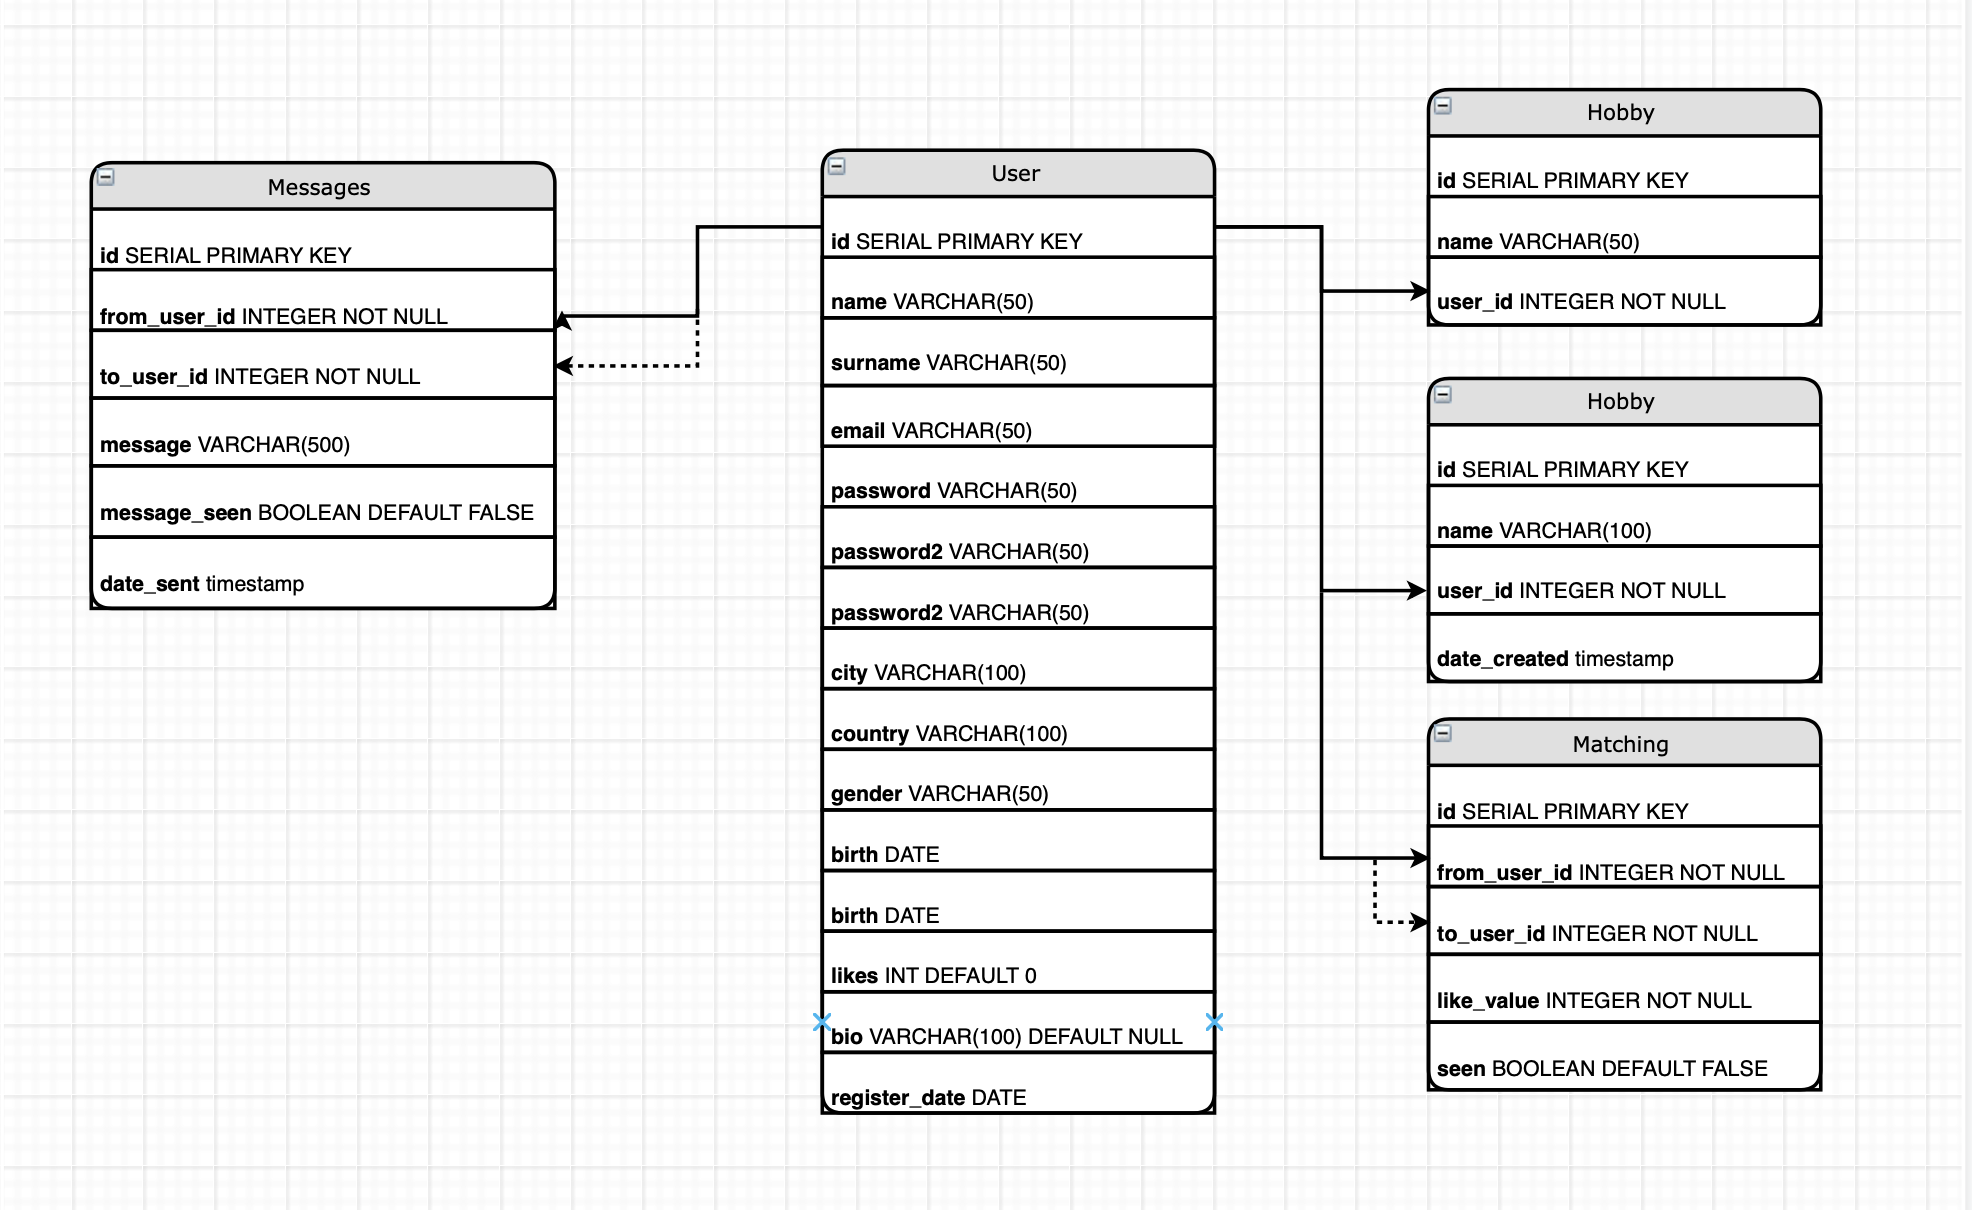 Messages
id SERIAL PRIMARY KEY
from_user_id INTEGER NOT NULL
to_user_id INTEGER NOT NULL
message VARCHAR(500)
message_seen BOOLEAN DEFAULT FALSE
date_sent timestamp
User
id SERIAL PRIMARY KEY
name VARCHAR(50)
surname VARCHAR(50)
email VARCHAR(50)
password VARCHAR(50)
password2 VARCHAR(50)
password2 VARCHAR(50)
city VARCHAR(100)
country VARCHAR(100)
gender VARCHAR(50)
birth DATE
birth DATE
likes INT DEFAULT 0
bio VARCHAR(100) DEFAULT NULL
register_date DATE
Hobby
id SERIAL PRIMARY KEY
name VARCHAR(50)
user_id INTEGER NOT NULL
Hobby
id SERIAL PRIMARY KEY
name VARCHAR(100)
user_id INTEGER NOT NULL
date_created timestamp
Matching
id SERIAL PRIMARY KEY
from_user_id INTEGER NOT NULL
to_user_id INTEGER NOT NULL
like_value INTEGER NOT NULL
seen BOOLEAN DEFAULT FALSE